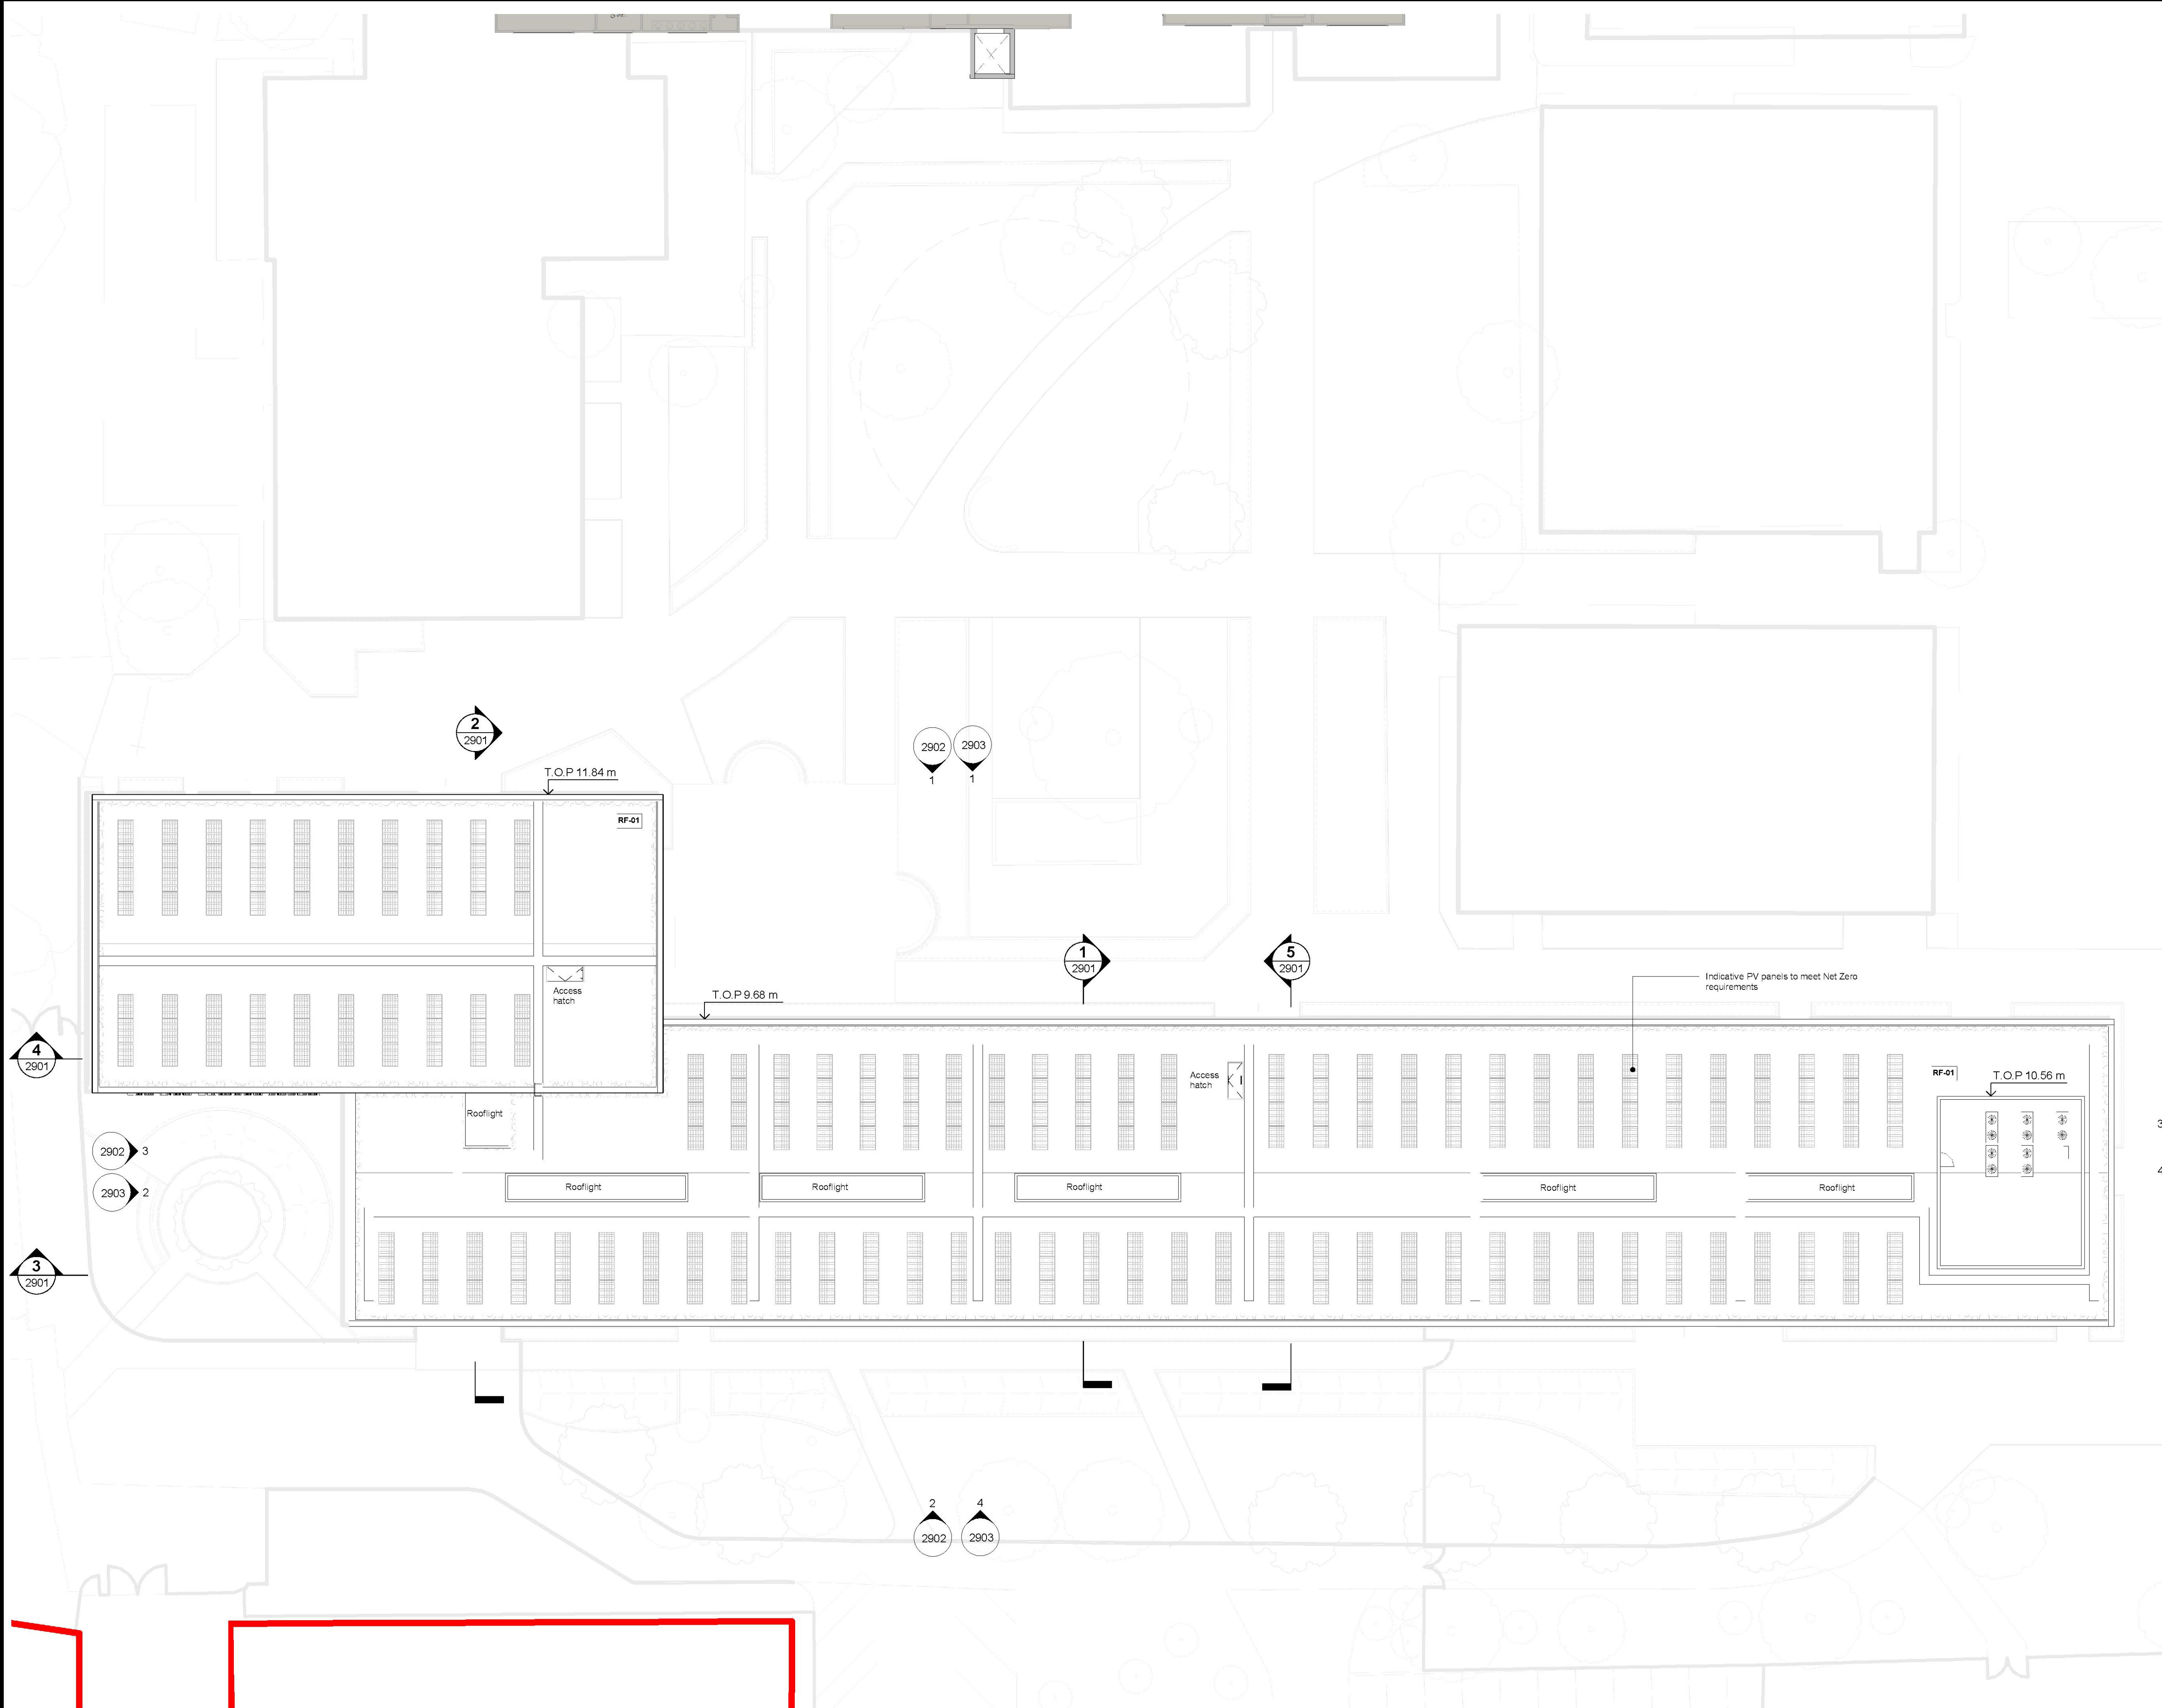 2
2901
2902
2903
1
1
T.O.P 11.84 m
RF-01
1
2901
5
2901
Indicative PV panels to meet Net Zero
requirements
Access
hatch
T.O.P 9.68 m
4
2901
Access
hatch
RF-01
T.O.P 10.56 m
Rooflight
2902
3
2903
2
Rooflight
Rooflight
Rooflight
Rooflight
Rooflight
3
2901
2
4
2902
2903